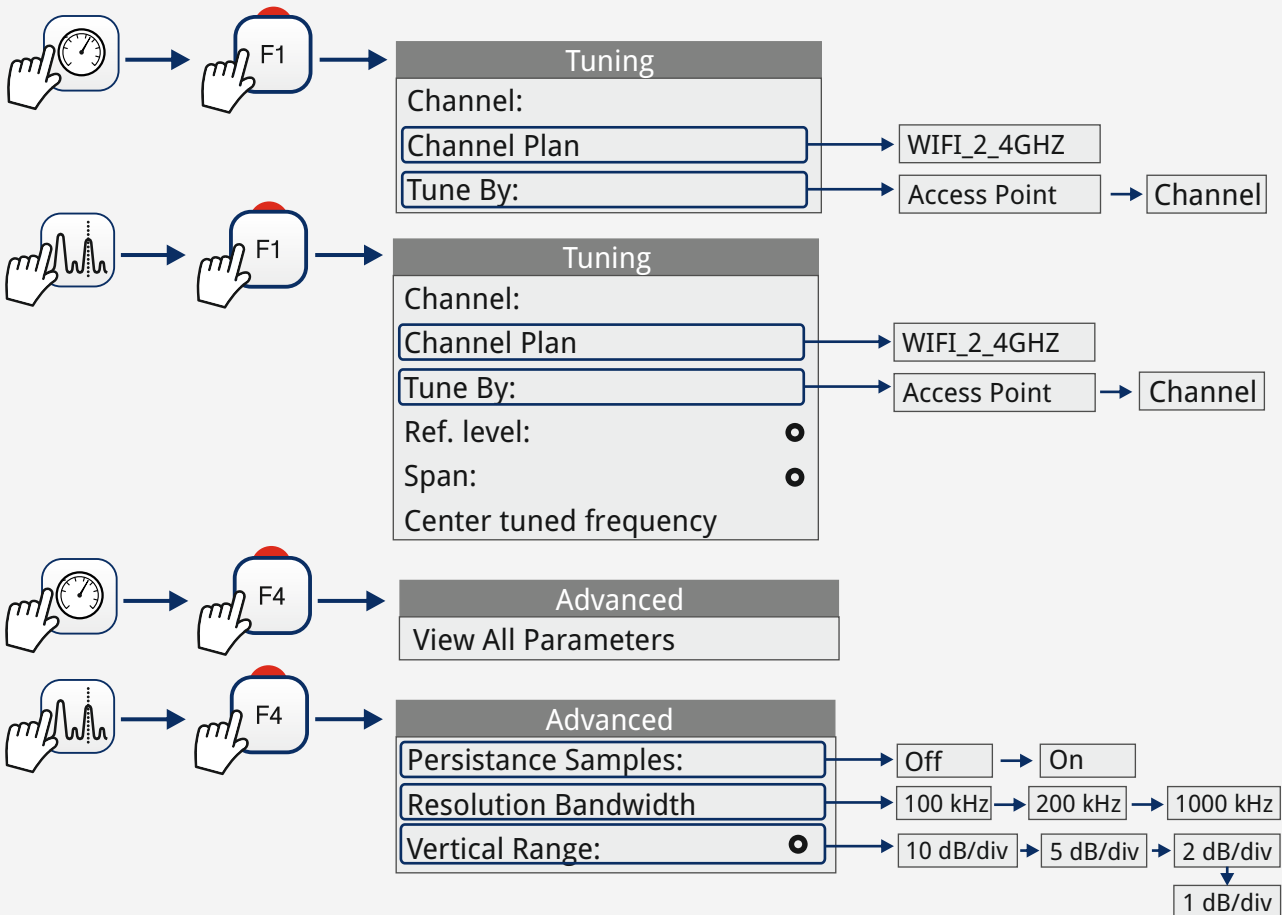 F1
Tuning
Channel:
Channel Plan
WIFI_2_4GHZ
Tune By:
Access Point
Channel
F1
Tuning
Channel:
Channel Plan
WIFI_2_4GHZ
Tune By:
Access Point
Channel
Ref. level:
Span:
Center tuned frequency
F4
Advanced
View All Parameters
F4
Advanced
Persistance Samples:
Off
On
Resolution Bandwidth
100 kHz
200 kHz
1000 kHz
Vertical Range:
10 dB/div
5 dB/div
2 dB/div
1 dB/div